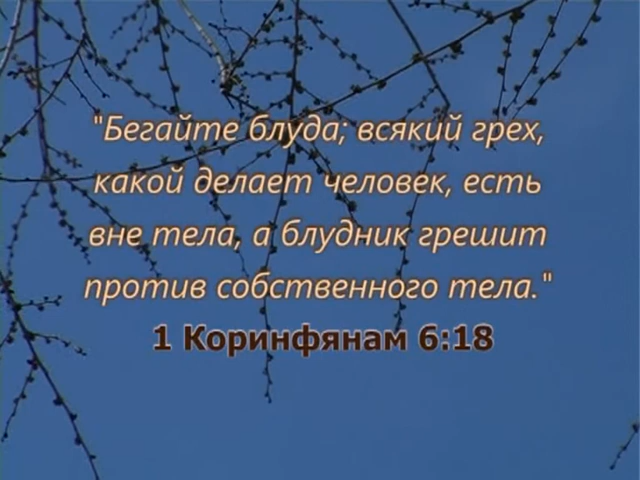 "Бегайте блуда; всякий грех,
какой делает человек, есть
вне тела, а блудник грешит
против собственного тела."
1 Коринфянам 6:18